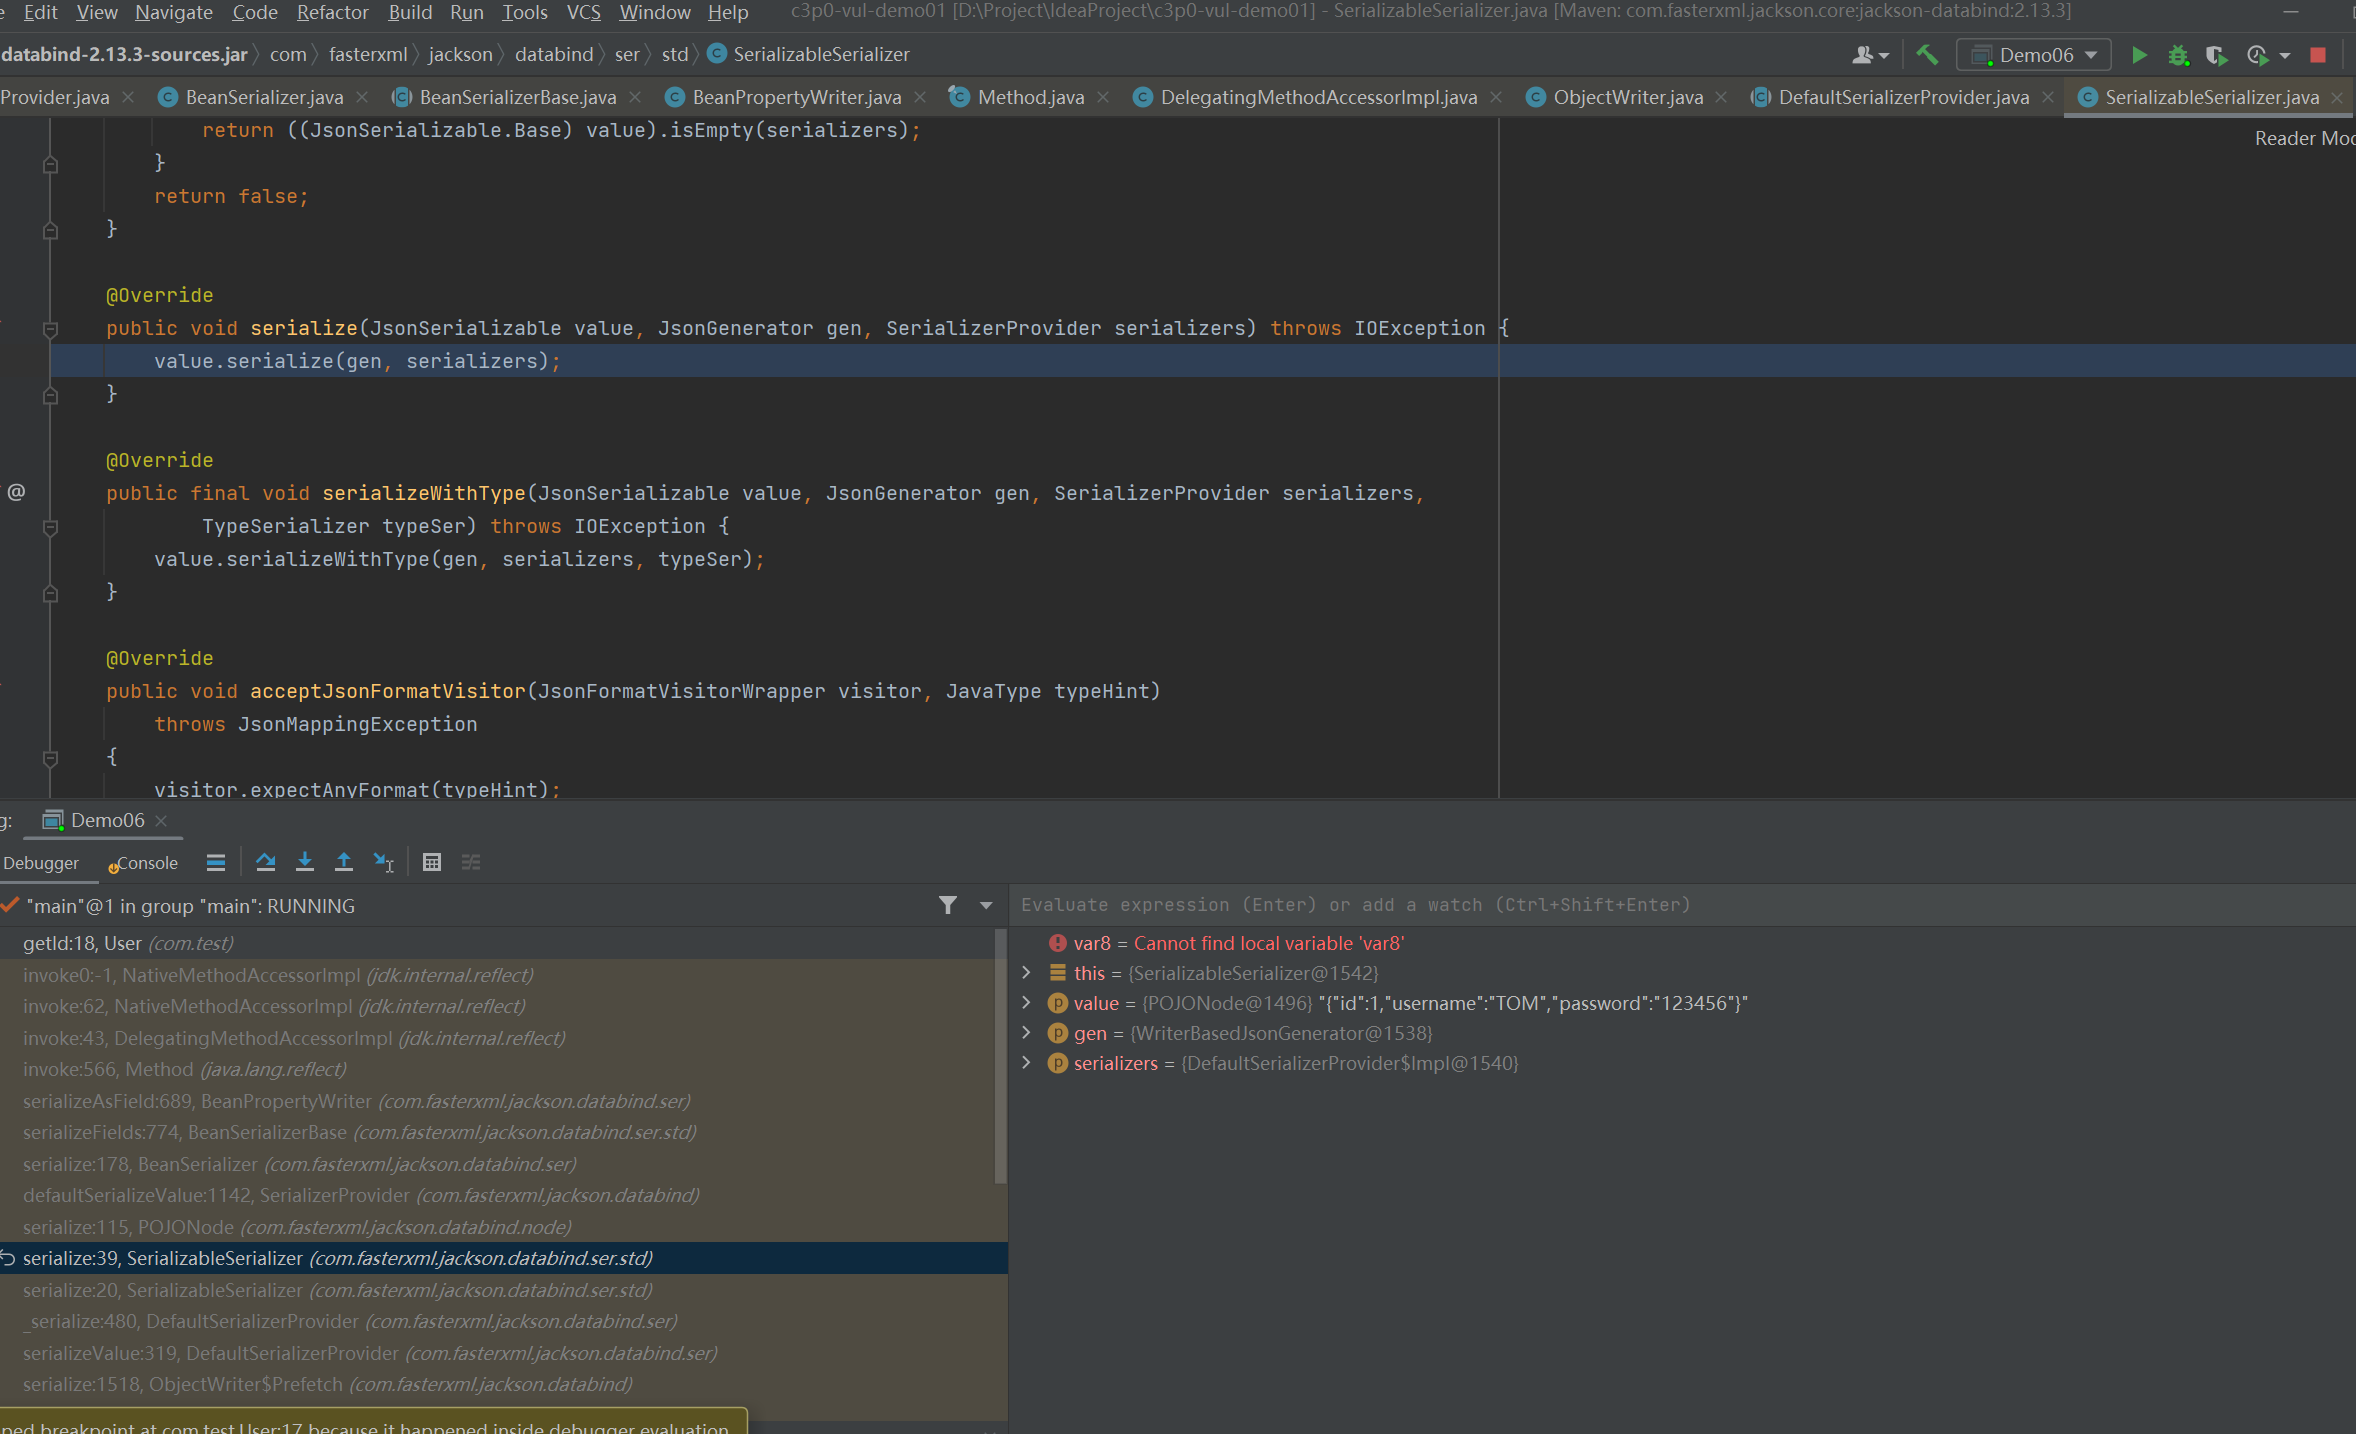 Edit View Navigate Code Refactor Build Run Tools VCS Window Help c3p0-vul-demo01 [D:\Project\IdeaProject\c3p0-vul-demo01] - SerializableSerializer.java [Maven: com.fasterxml.jackson.core:jackson-databind:2.13.3]
databind-2.13.3-sources.jar com fasterxml jackson databind ser std SerializableSerializer Demo06
Provider.java BeanSerializer.java BeanSerializerBase.java BeanPropertyWriter.java Method.java DelegatingMethodAccessorImpl.java ObjectWriter.java DefaultSerializerProvider.java SerializableSerializer.java
return ((JsonSerializable.Base) value).isEmpty(serializers);
Reader Mod
}
return false;
}
@Override
public void serialize(JsonSerializable value, JsonGenerator gen, SerializerProvider serializers) throws IOException {
value.serialize(gen, serializers);
}
@Override
@
public final void serializeWithType(JsonSerializable value, JsonGenerator gen, SerializerProvider serializers,
TypeSerializer typeSer) throws IOException {
value.serializeWithType(gen, serializers, typeSer);
}
@Override
public void acceptJsonFormatVisitor(JsonFormatVisitorWrapper visitor, JavaType typeHint)
throws JsonMappingException
{
visitor.expectAnyFormat(typeHint);
g: Demo06
Debugger Console
"main"@1 in group "main": RUNNING
getId:18, User (com.test)
invoke0:-1, NativeMethodAccessorImpl (jdk.internal.reflect)
invoke:62, NativeMethodAccessorImpl (jdk.internal.reflect)
invoke:43, DelegatingMethodAccessorImpl (jdk.internal.reflect)
invoke:566, Method (java.lang.reflect)
serializeAsField:689, BeanPropertyWriter (com.fasterxml.jackson.databind.ser)
serializeFields:774, BeanSerializerBase (com.fasterxml.jackson.databind.ser.std)
serialize:178, BeanSerializer (com.fasterxml.jackson.databind.ser)
defaultSerializeValue:1142, SerializerProvider (com.fasterxml.jackson.databind)
serialize:115, POJONode (com.fasterxml.jackson.databind.node)
serialize:39, SerializableSerializer (com.fasterxml.jackson.databind.ser.std)
serialize:20, SerializableSerializer (com.fasterxml.jackson.databind.ser.std)
_serialize:480, DefaultSerializerProvider (com.fasterxml.jackson.databind.ser)
serializeValue:319, DefaultSerializerProvider (com.fasterxml.jackson.databind.ser)
serialize:1518, ObjectWriter$Prefetch (com.fasterxml.jackson.databind)
ped breakpoint at com.test.User:17 because it happened inside debugger evaluation
Evaluate expression (Enter) or add a watch (Ctrl+Shift+Enter)
var8 = Cannot find local variable 'var8'
this = {SerializableSerializer@1542}
value = {POJONode@1496} "{"id":1,"username":"TOM","password":"123456"}"
gen = {WriterBasedJsonGenerator@1538}
serializers = {DefaultSerializerProvider$Impl@1540}